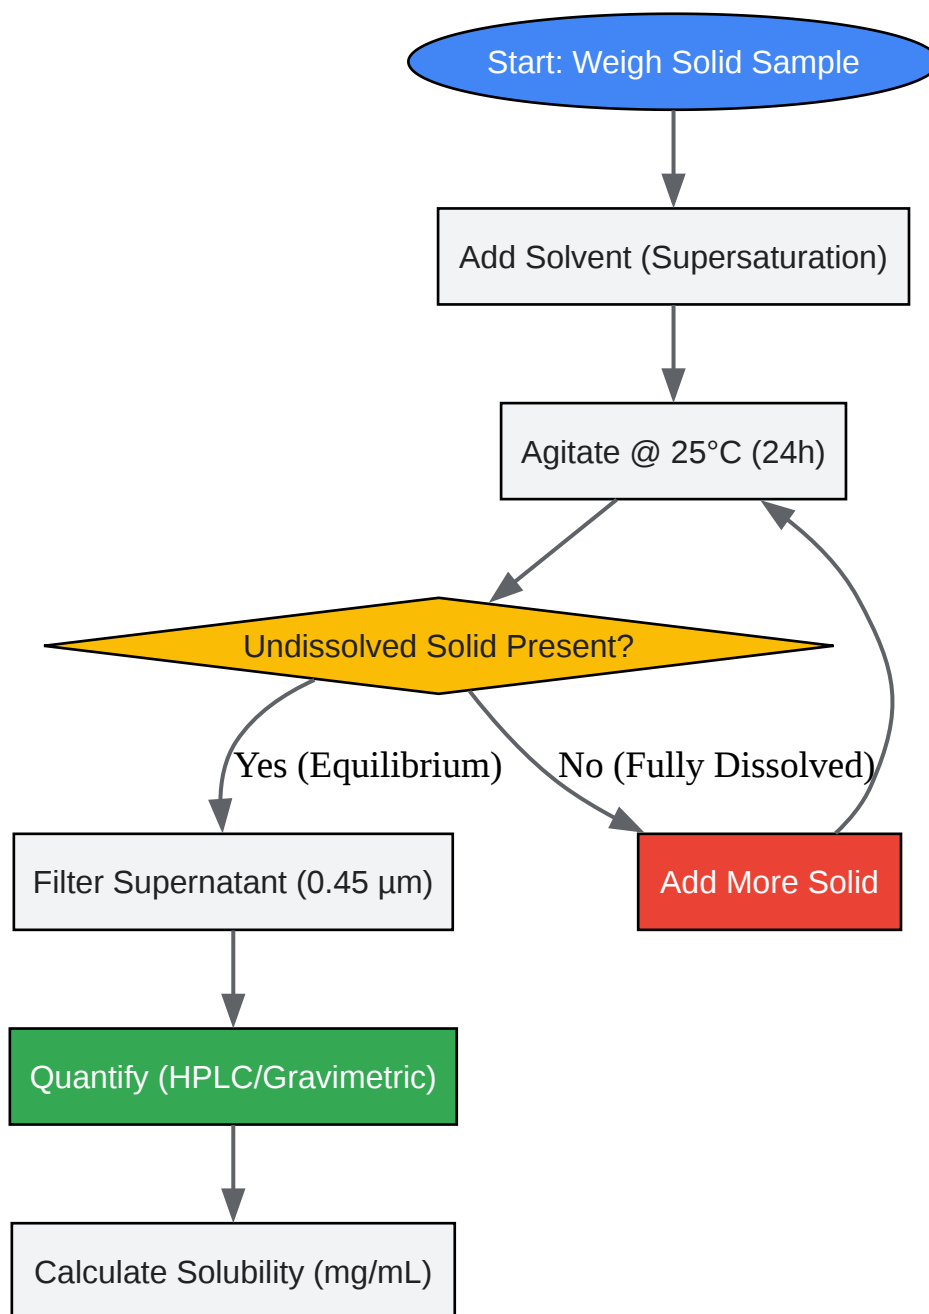 Start: Weigh Solid Sample
Add Solvent (Supersaturation)
Agitate @ 25°C (24h)
Undissolved Solid Present?
Yes (Equilibrium)
No (Fully Dissolved)
Filter Supernatant (0.45 µm)
Add More Solid
Quantify (HPLC/Gravimetric)
Calculate Solubility (mg/mL)